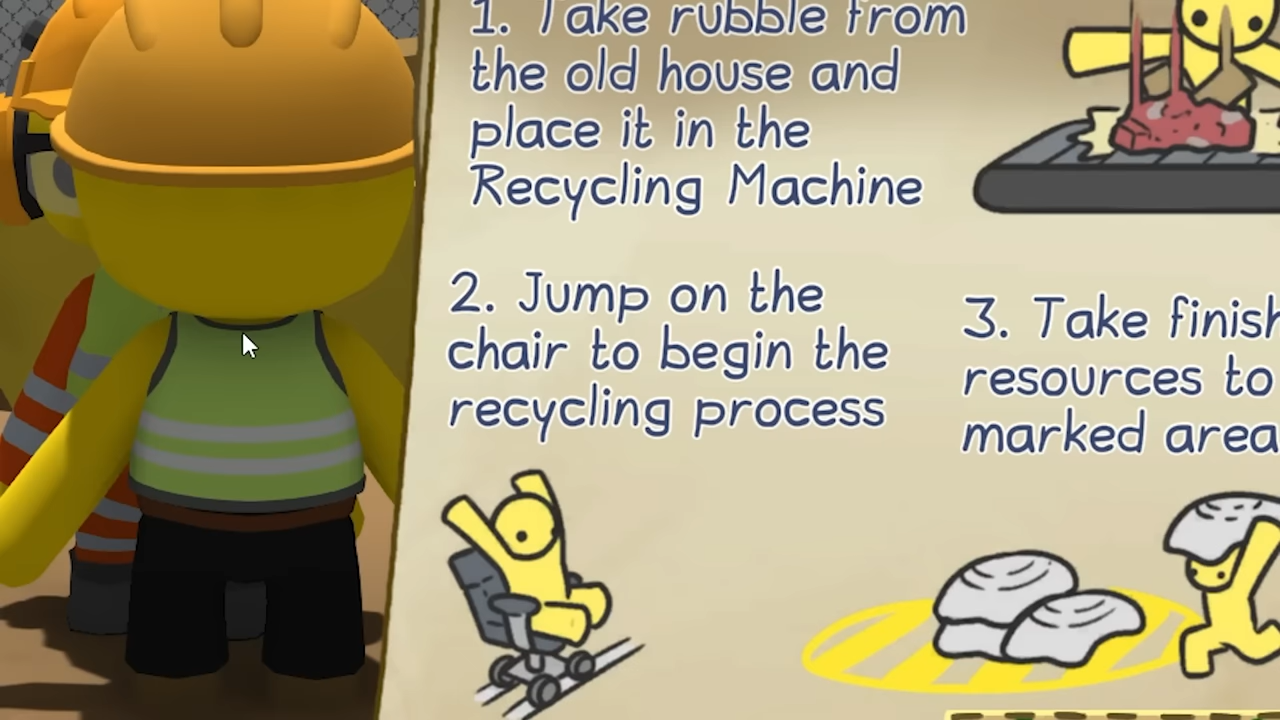 1. Take rubble from
the old house and
place it in the
Recycling Machine
2. Jump on the
chair to begin the
recycling process
3. Take
resources to
marked area